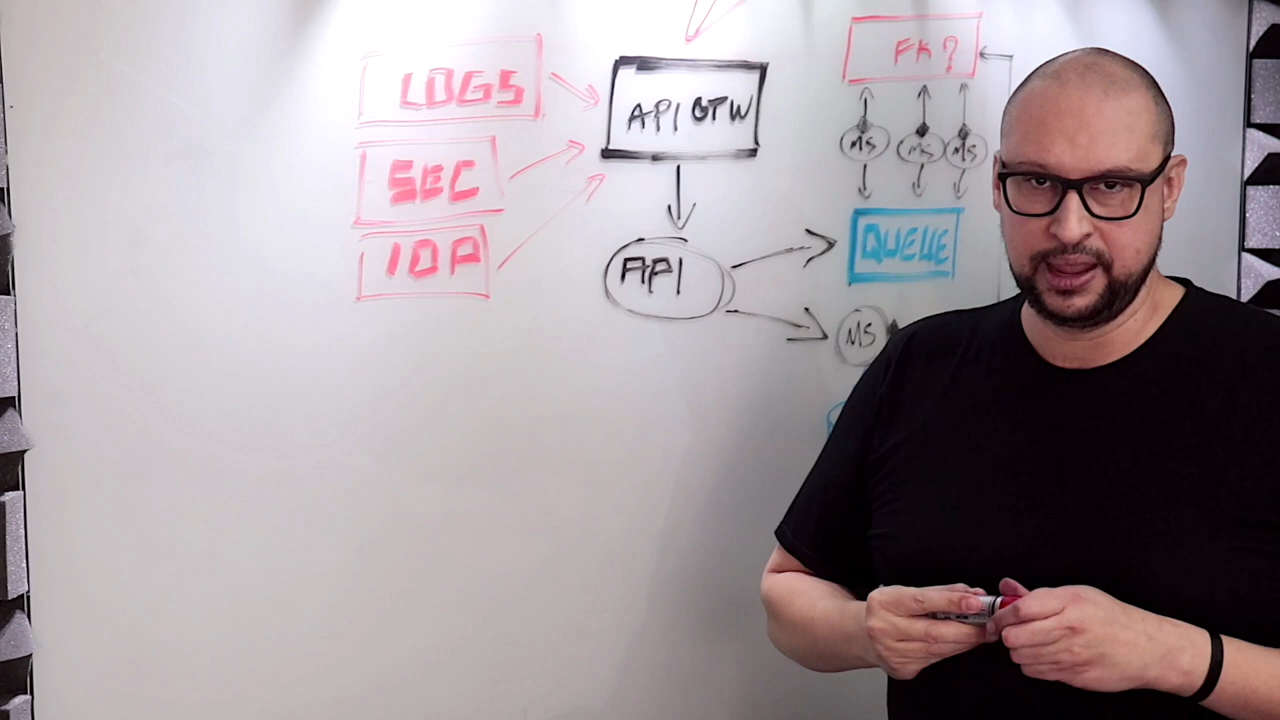 LOGS
SEC
IDP
API GTW
API
FK?
MS
MS
MS
QUEUE
MS